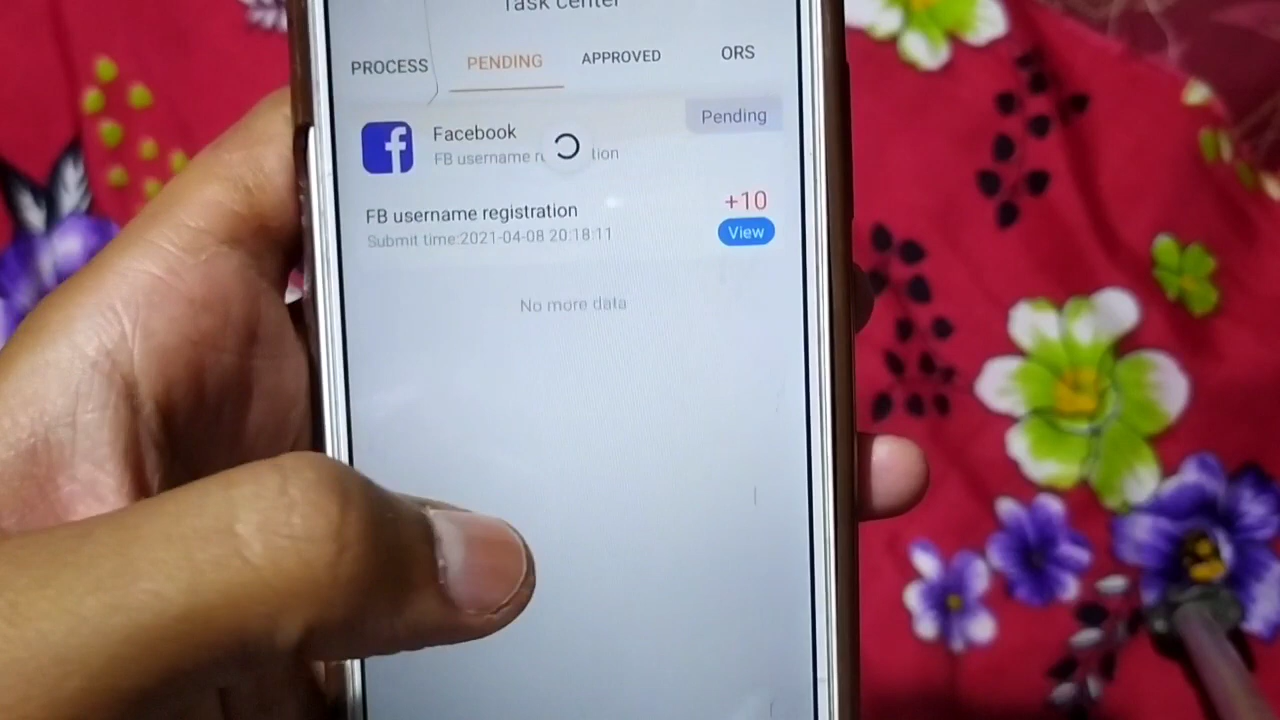 Task center
PROCESS PENDING APPROVED ORS
Facebook
Pending
FB username tion
FB username registration
+10
Submit time:2021-04-08 20:18:11
View
No more data